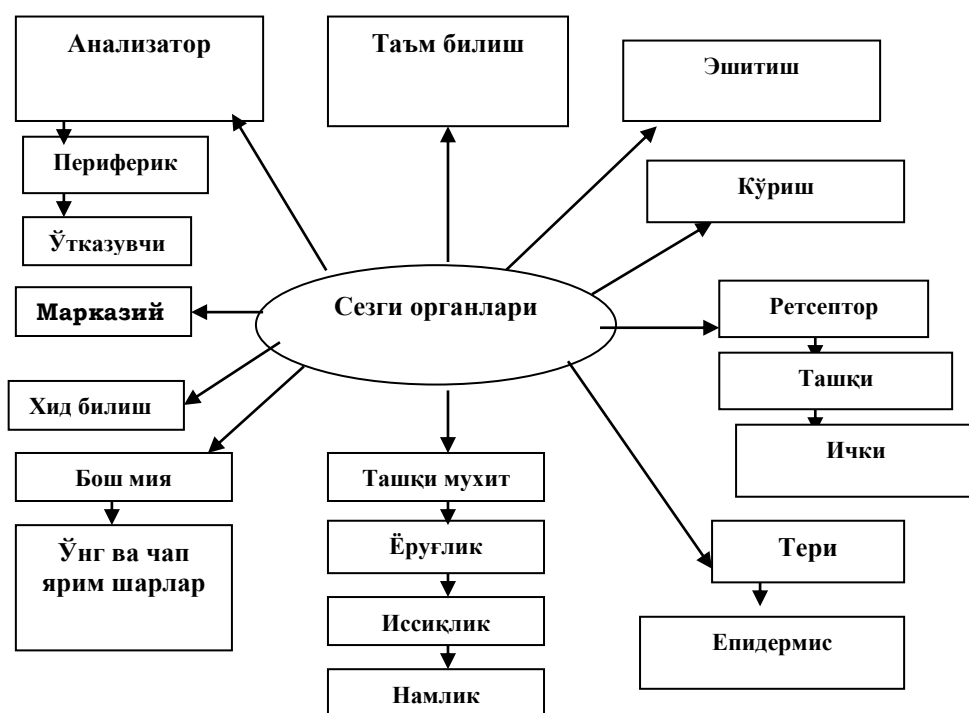 Анализатор
Таъм билиш
Эшитиш
Периферик
Кўриш
Ўтказувчи
Марказий
Сезги органлари
Ретсептор
Ташқи
Хид билиш
Ички
Бош мия
Ташқи мухит
Ўнг ва чап
ярим шарлар
Ёруғлик
Тери
Иссиқлик
Епидермис
Намлик